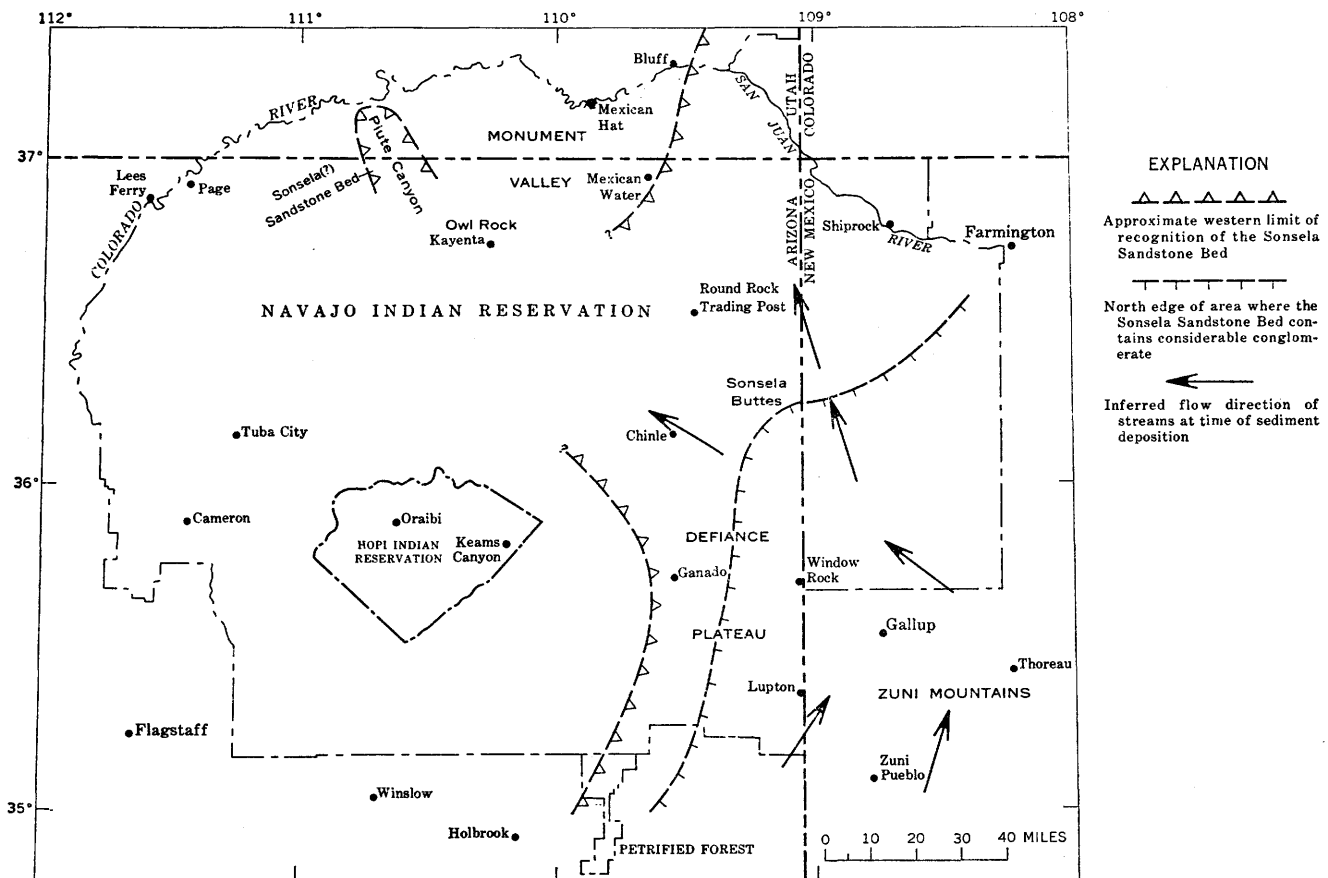 112° 111° 110° 109° 108°
Bluff
UTAH
COLORADO
SAN
JUAN
RIVER
Mexican
Hat
MONUMENT
Piute Canyon
37°
Lees
Ferry
Page
Sonsela(?)
Sandstone Bed
VALLEY
Mexican
Water
COLORADO
Owl Rock
Kayenta
ARIZONA
NEW MEXICO
Shiprock
RIVER
Farmington
NAVAJO INDIAN RESERVATION
Round Rock
Trading Post
Sonsela
Buttes
Tuba City
Chinle
36°
Cameron
Oraibi
HOPI INDIAN
RESERVATION
Keams
Canyon
DEFIANCE
Ganado
Window
Rock
PLATEAU
Gallup
Thoreau
Lupton
ZUNI MOUNTAINS
Flagstaff
Zuni
Pueblo
35°
Winslow
Holbrook
PETRIFIED FOREST
0 10 20 30 40 MILES
EXPLANATION
Approximate western limit of
recognition of the Sonsela
Sandstone Bed
North edge of area where the
Sonsela Sandstone Bed con-
tains considerable conglom-
erate
Inferred flow direction of
streams at time of sediment
deposition